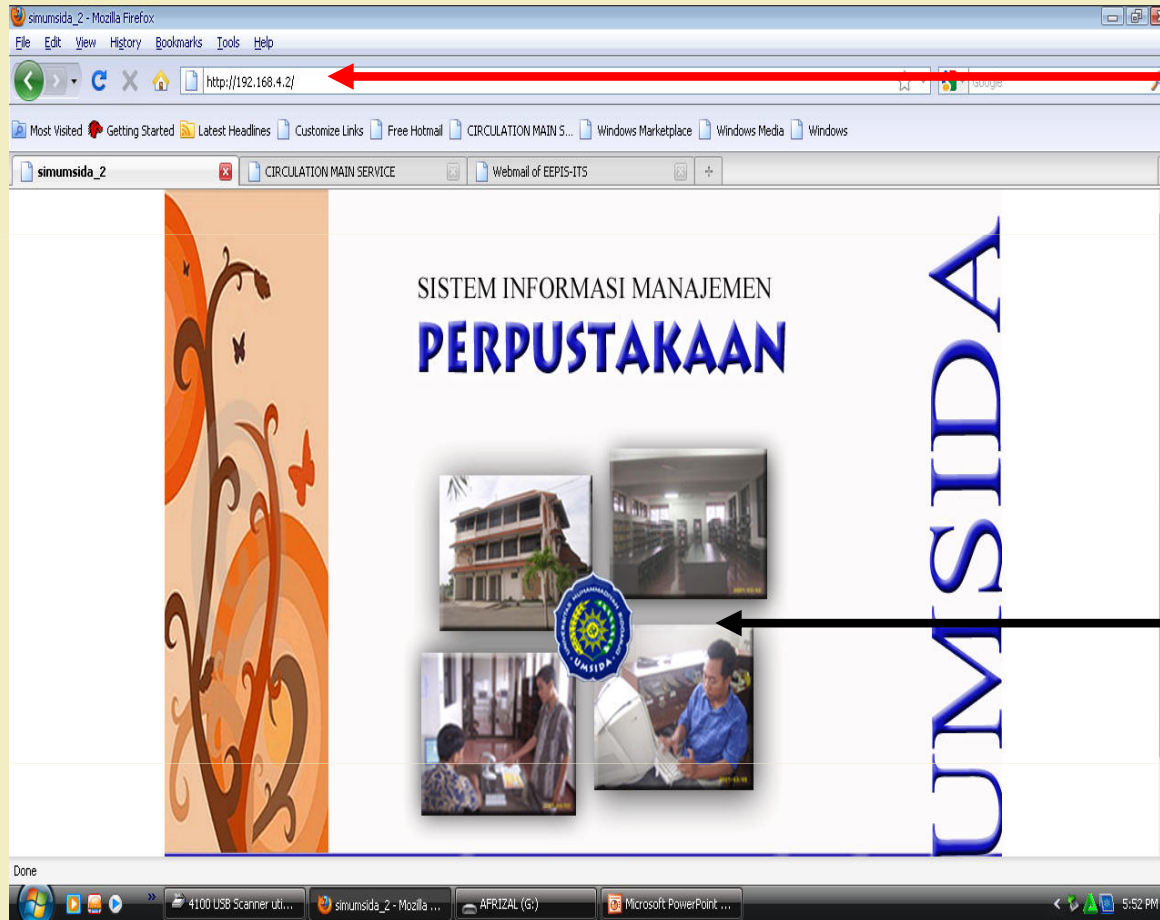 simumsida_2 - Mozilla Firefox
File Edit View History Bookmarks Tools Help
http://192.168.4.2/
Google
Most Visited Getting Started Latest Headlines Customize Links Free Hotmail CIRCULATION MAIN S... Windows Marketplace Windows Media Windows
simumsida_2 CIRCULATION MAIN SERVICE Webmail of EEPIS-ITS
SISTEM INFORMASI MANAJEMEN
PERPUSTAKAAN
UMSIDA
UNIVERSITAS MUHAMMADIYAH SIDOARJO
UMSIDA
Done
4100 USB Scanner uti... simumsida_2 - Mozilla ... AFRIZAL (G:) Microsoft PowerPoint ... 5:52 PM